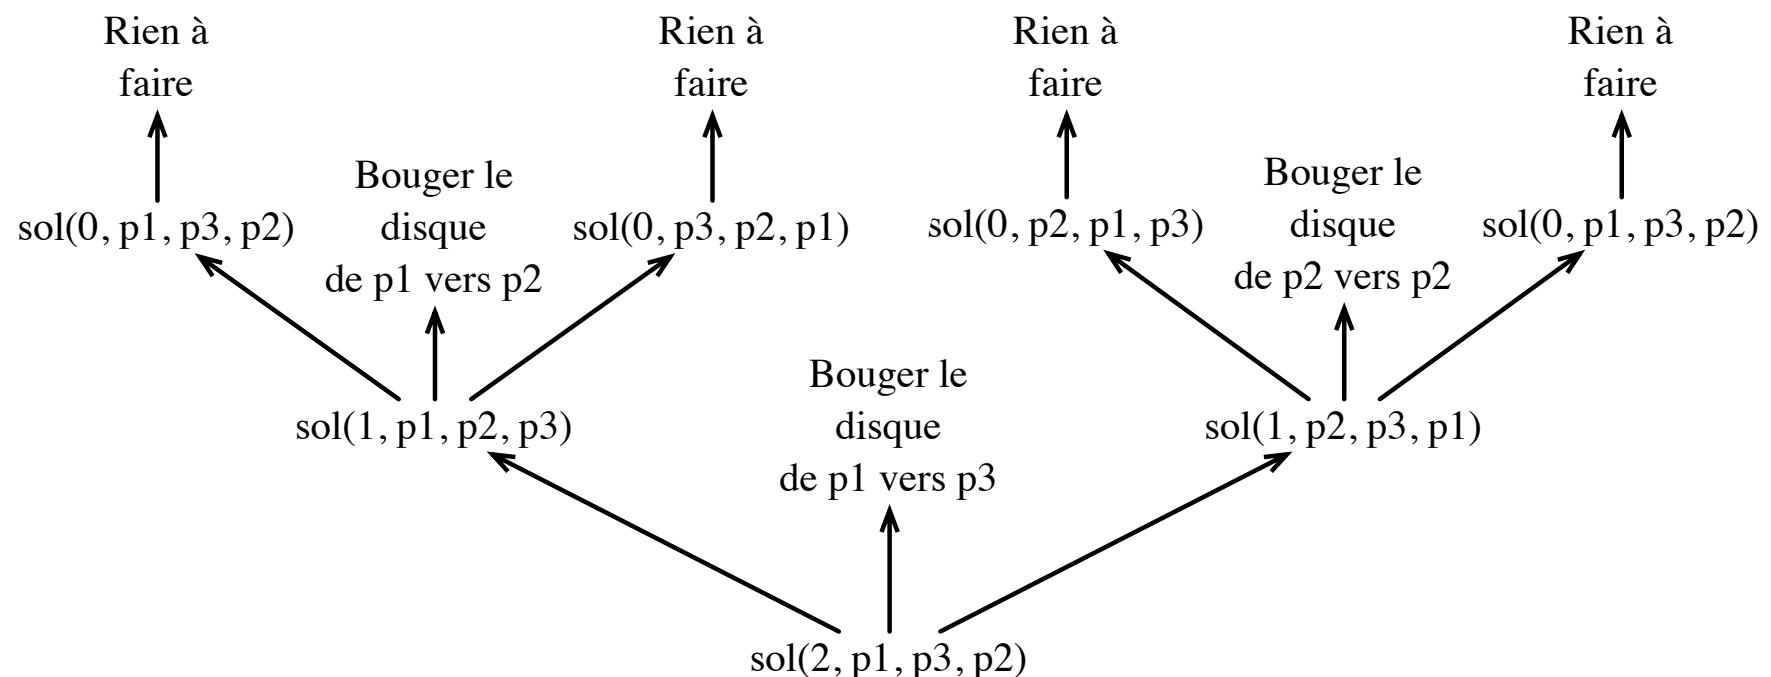 Rien à
faire
Rien à
faire
Rien à
faire
Rien à
faire
sol(0, p1, p3, p2)
Bouger le
disque
de p1 vers p2
sol(0, p3, p2, p1)
sol(0, p2, p1, p3)
Bouger le
disque
de p2 vers p2
sol(0, p1, p3, p2)
sol(1, p1, p2, p3)
Bouger le
disque
de p1 vers p3
sol(1, p2, p3, p1)
sol(2, p1, p3, p2)